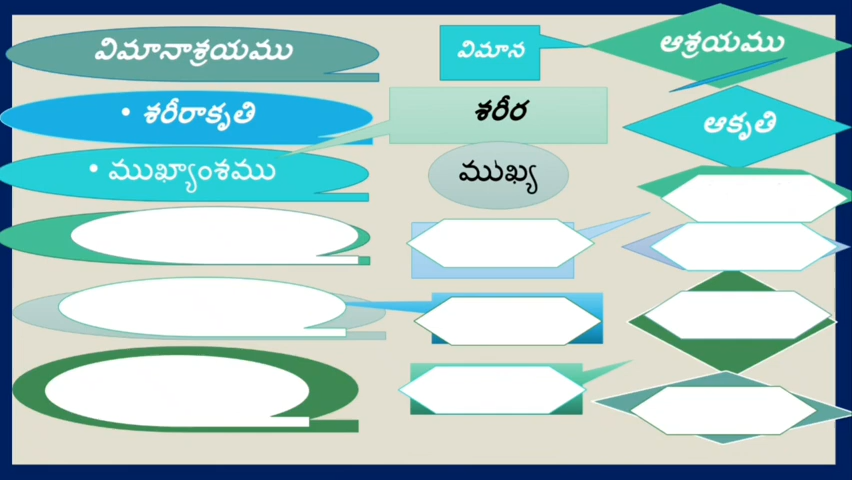 విమానాశ్రయము విమాన ఆశ్రయము
• శరీరాకృతి శరీర ఆకృతి
• ముఖ్యాంశము ముఖ్య